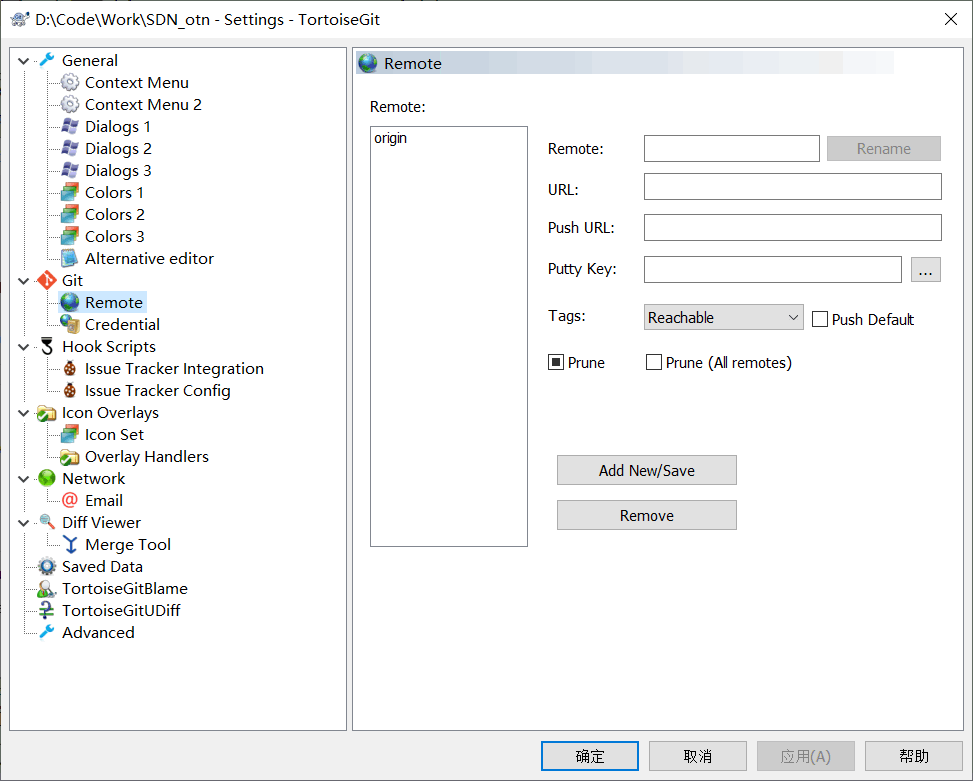 D:\Code\Work\SDN_otn - Settings - TortoiseGit
General
Context Menu
Context Menu 2
Dialogs 1
Dialogs 2
Dialogs 3
Colors 1
Colors 2
Colors 3
Alternative editor
Git
Remote
Credential
Hook Scripts
Issue Tracker Integration
Issue Tracker Config
Icon Overlays
Icon Set
Overlay Handlers
Network
Email
Diff Viewer
Merge Tool
Saved Data
TortoiseGitBlame
TortoiseGitUDiff
Advanced
Remote
Remote:
origin
Remote:
Rename
URL:
Push URL:
Putty Key:
...
Tags:
Reachable
Push Default
Prune
Prune (All remotes)
Add New/Save
Remove
确定
取消
应用(A)
帮助